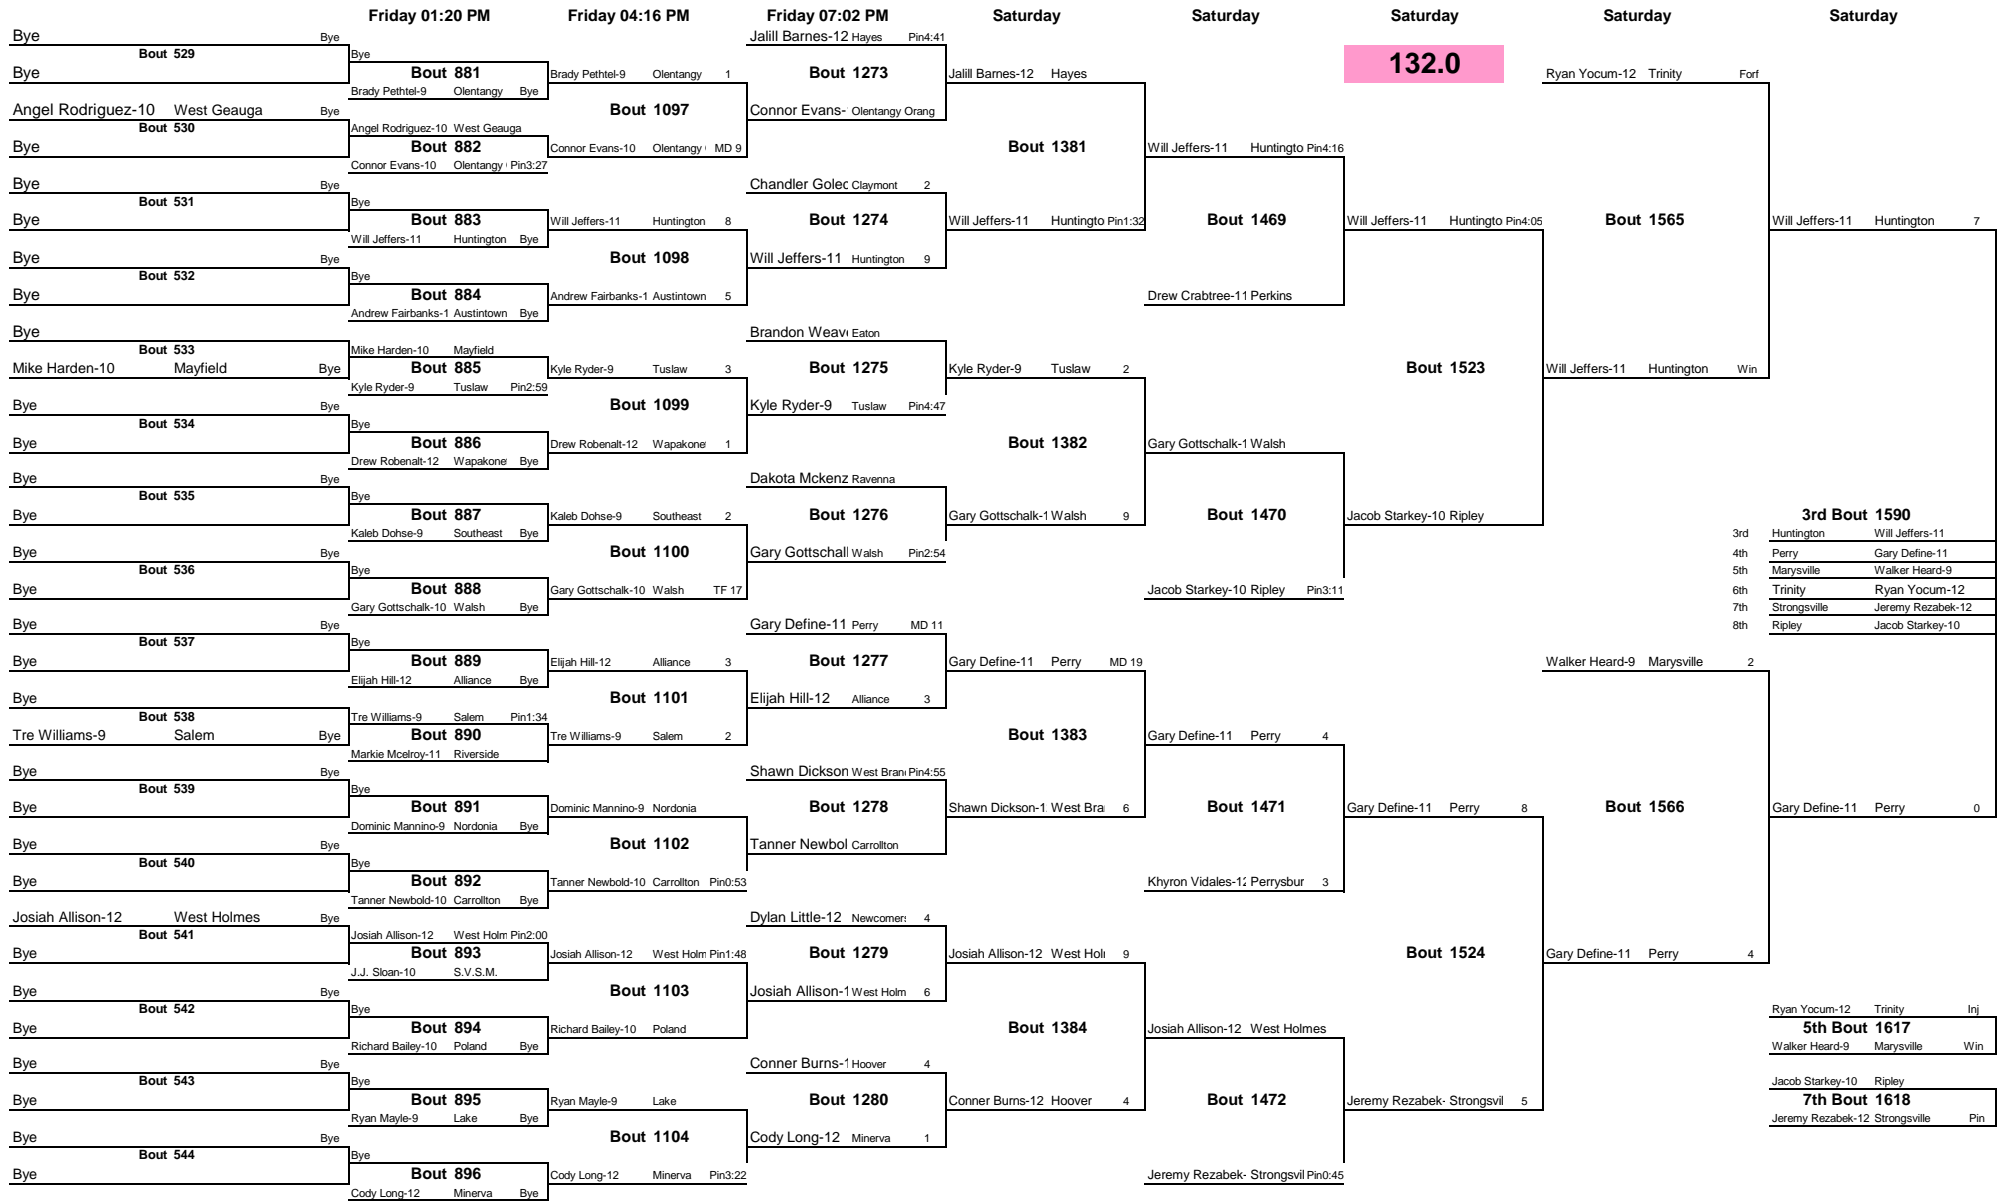 Friday 01:20 PM Friday 04:16 PM Friday 07:02 PM Saturday Saturday Saturday Saturday Saturday
132.0
Bye Bye
Bout 529
Bye
Angel Rodriguez-10 West Geauga Bye
Bout 530
Bye
Bye Bye
Bout 531
Bye
Bye Bye
Bout 532
Bye
Bye
Bout 533
Mike Harden-10 Mayfield Bye
Bye Bye
Bout 534
Bye
Bye Bye
Bout 535
Bye
Bye Bye
Bout 536
Bye
Bye Bye
Bout 537
Bye
Bye
Bout 538
Tre Williams-9 Salem Bye
Bye Bye
Bout 539
Bye
Bye Bye
Bout 540
Bye
Josiah Allison-12 West Holmes Bye
Bout 541
Bye
Bye Bye
Bout 542
Bye
Bye Bye
Bout 543
Bye
Bye Bye
Bout 544
Bye
Bye
Bout 881
Brady Pethtel-9 Olentangy Bye
Angel Rodriguez-10 West Geauga
Bout 882
Connor Evans-10 Olentangy Pin3:27
Bye
Bout 883
Will Jeffers-11 Huntington Bye
Bye
Bout 884
Andrew Fairbanks-1 Austintown Bye
Mike Harden-10 Mayfield
Bout 885
Kyle Ryder-9 Tuslaw Pin2:59
Bye
Bout 886
Drew Robenalt-12 Wapakone Bye
Bye
Bout 887
Kaleb Dohse-9 Southeast Bye
Bye
Bout 888
Gary Gottschalk-10 Walsh Bye
Bye
Bout 889
Elijah Hill-12 Alliance Bye
Tre Williams-9 Salem Pin1:34
Bout 890
Markie Mcelroy-11 Riverside
Bye
Bout 891
Dominic Mannino-9 Nordonia Bye
Bye
Bout 892
Tanner Newbold-10 Carrollton Bye
Josiah Allison-12 West Holm Pin2:00
Bout 893
J.J. Sloan-10 S.V.S.M.
Bye
Bout 894
Richard Bailey-10 Poland Bye
Bye
Bout 895
Ryan Mayle-9 Lake Bye
Bye
Bout 896
Cody Long-12 Minerva Bye
Brady Pethtel-9 Olentangy 1
Bout 1097
Connor Evans-10 Olentangy MD 9
Will Jeffers-11 Huntington 8
Bout 1098
Andrew Fairbanks-1 Austintown 5
Kyle Ryder-9 Tuslaw 3
Bout 1099
Drew Robenalt-12 Wapakone 1
Kaleb Dohse-9 Southeast 2
Bout 1100
Gary Gottschalk-10 Walsh TF 17
Elijah Hill-12 Alliance 3
Bout 1101
Tre Williams-9 Salem 2
Dominic Mannino-9 Nordonia
Bout 1102
Tanner Newbold-10 Carrollton Pin0:53
Josiah Allison-12 West Holm Pin1:48
Bout 1103
Richard Bailey-10 Poland
Ryan Mayle-9 Lake
Bout 1104
Cody Long-12 Minerva Pin3:22
Jalill Barnes-12 Hayes Pin4:41
Bout 1273
Connor Evans- Olentangy Orang
Chandler Golec Claymont 2
Bout 1274
Will Jeffers-11 Huntington 9
Brandon Weav Eaton
Bout 1275
Kyle Ryder-9 Tuslaw Pin4:47
Dakota Mckenz Ravenna
Bout 1276
Gary Gottschall Walsh Pin2:54
Gary Define-11 Perry MD 11
Bout 1277
Elijah Hill-12 Alliance 3
Shawn Dickson West Bran Pin4:55
Bout 1278
Tanner Newbol Carrollton
Dylan Little-12 Newcomer 4
Bout 1279
Josiah Allison-1 West Holm 6
Conner Burns-1 Hoover 4
Bout 1280
Cody Long-12 Minerva 1
Jalill Barnes-12 Hayes
Bout 1381
Will Jeffers-11 Huntingto Pin1:32
Kyle Ryder-9 Tuslaw 2
Bout 1382
Gary Gottschalk-1 Walsh 9
Gary Define-11 Perry MD 19
Bout 1383
Shawn Dickson-1 West Bra 6
Josiah Allison-12 West Hol 9
Bout 1384
Conner Burns-12 Hoover 4
Will Jeffers-11 Huntingto Pin4:16
Bout 1469
Drew Crabtree-11 Perkins
Gary Gottschalk-1 Walsh
Bout 1470
Jacob Starkey-10 Ripley Pin3:11
Gary Define-11 Perry 4
Bout 1471
Khyron Vidales-12 Perrysbur 3
Josiah Allison-12 West Holmes
Bout 1472
Jeremy Rezabek- Strongsvil Pin0:45
Will Jeffers-11 Huntingto Pin4:05
Bout 1523
Jacob Starkey-10 Ripley
Gary Define-11 Perry 8
Bout 1524
Jeremy Rezabek- Strongsvil 5
Ryan Yocum-12 Trinity Forf
Bout 1565
Will Jeffers-11 Huntington Win
Walker Heard-9 Marysville 2
Bout 1566
Gary Define-11 Perry 4
Will Jeffers-11 Huntington 7
3rd Bout 1590
3rd Huntington Will Jeffers-11
4th Perry Gary Define-11
5th Marysville Walker Heard-9
6th Trinity Ryan Yocum-12
7th Strongsville Jeremy Rezabek-12
8th Ripley Jacob Starkey-10
Gary Define-11 Perry 0
Ryan Yocum-12 Trinity Inj
5th Bout 1617
Walker Heard-9 Marysville Win
Jacob Starkey-10 Ripley
7th Bout 1618
Jeremy Rezabek-12 Strongsville Pin